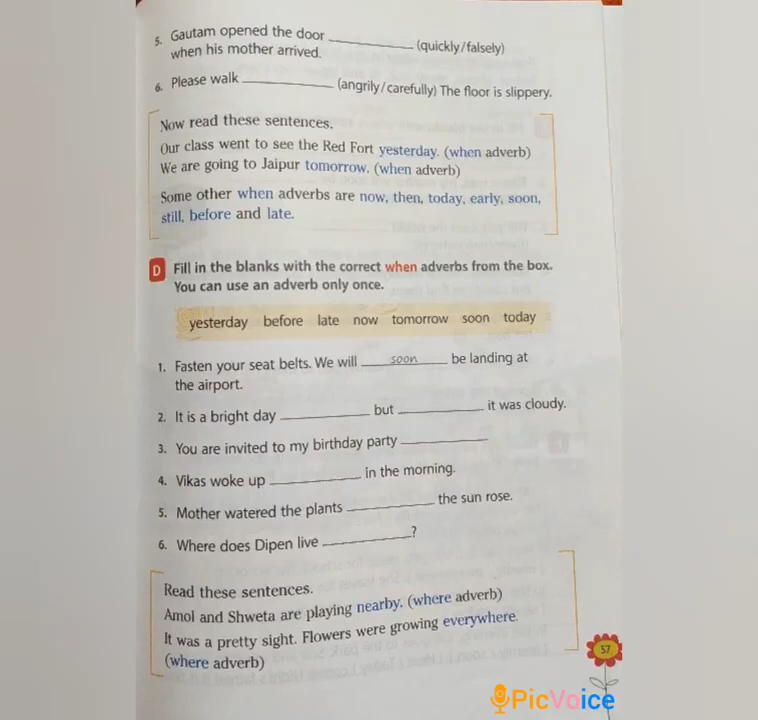 5. Gautam opened the door __________ (quickly/falsely)
when his mother arrived.
6. Please walk __________ (angrily/carefully) The floor is slippery.
Now read these sentences.
Our class went to see the Red Fort yesterday. (when adverb)
We are going to Jaipur tomorrow. (when adverb)
Some other when adverbs are now, then, today, early, soon,
still, before and late.
D Fill in the blanks with the correct when adverbs from the box.
You can use an adverb only once.
yesterday before late now tomorrow soon today
1. Fasten your seat belts. We will soon be landing at
the airport.
2. It is a bright day __________ but __________ it was cloudy.
3. You are invited to my birthday party __________
4. Vikas woke up __________ in the morning.
5. Mother watered the plants __________ the sun rose.
6. Where does Dipen live __________?
Read these sentences.
Amol and Shweta are playing nearby. (where adverb)
It was a pretty sight. Flowers were growing everywhere.
(where adverb)
57
PicVoice